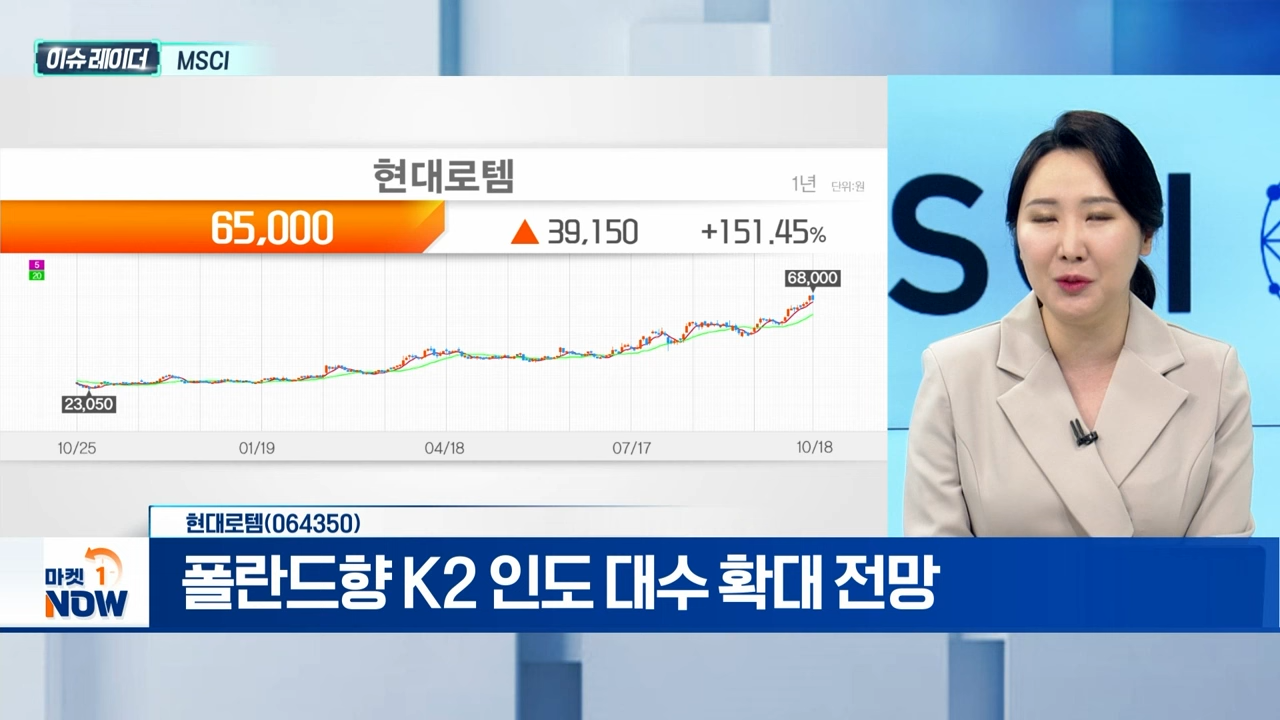 이슈레이더 MSCI
현대로템
1년 단위:원
65,000 ▲ 39,150 +151.45%
5
20
68,000
23,050
10/25 01/19 04/18 07/17 10/18
현대로템(064350)
폴란드향 K2 인도 대수 확대 전망
마켓 1
NOW